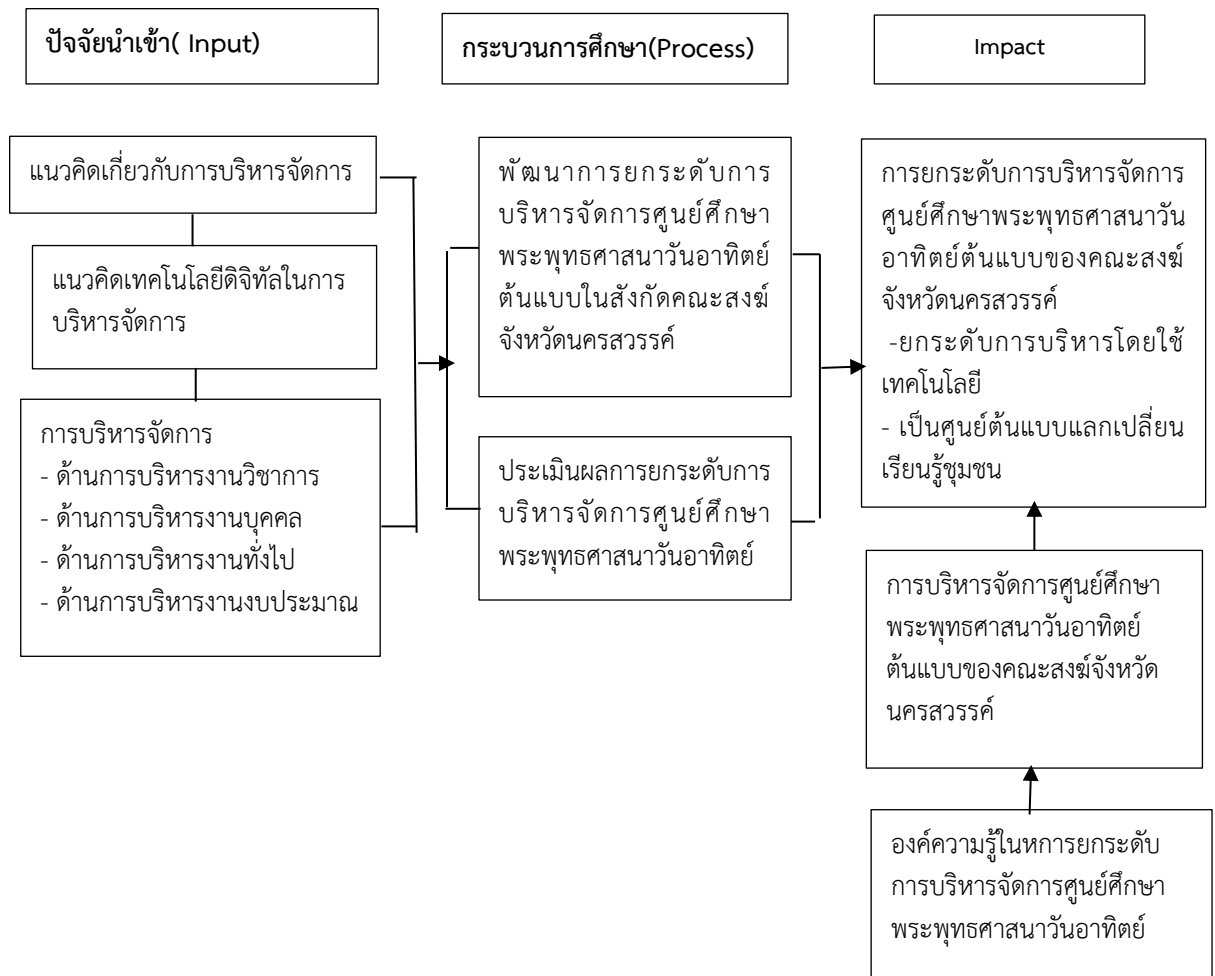 ปัจจัยนำเข้า( Input)
กระบวนการศึกษา(Process)
Impact
แนวคิดเกี่ยวกับการบริหารจัดการ
แนวคิดเทคโนโลยีดิจิทัลในการ
บริหารจัดการ
การบริหารจัดการ
- ด้านการบริหารงานวิชาการ
- ด้านการบริหารงานบุคคล
- ด้านการบริหารงานทั่งไป
- ด้านการบริหารงานงบประมาณ
พัฒนาการยกระดับการ
บริหารจัดการศูนย์ศึกษา
พระพุทธศาสนาวันอาทิตย์
ต้นแบบในสังกัดคณะสงฆ์
จังหวัดนครสวรรค์
ประเมินผลการยกระดับการ
บริหารจัดการศูนย์ศึกษา
พระพุทธศาสนาวันอาทิตย์
การยกระดับการบริหารจัดการ
ศูนย์ศึกษาพระพุทธศาสนาวัน
อาทิตย์ต้นแบบของคณะสงฆ์
จังหวัดนครสวรรค์
-ยกระดับการบริหารโดยใช้
เทคโนโลยี
- เป็นศูนย์ต้นแบบแลกเปลี่ยน
เรียนรู้ชุมชน
การบริหารจัดการศูนย์ศึกษา
พระพุทธศาสนาวันอาทิตย์
ต้นแบบของคณะสงฆ์จังหวัด
นครสวรรค์
องค์ความรู้ในหการยกระดับ
การบริหารจัดการศูนย์ศึกษา
พระพุทธศาสนาวันอาทิตย์